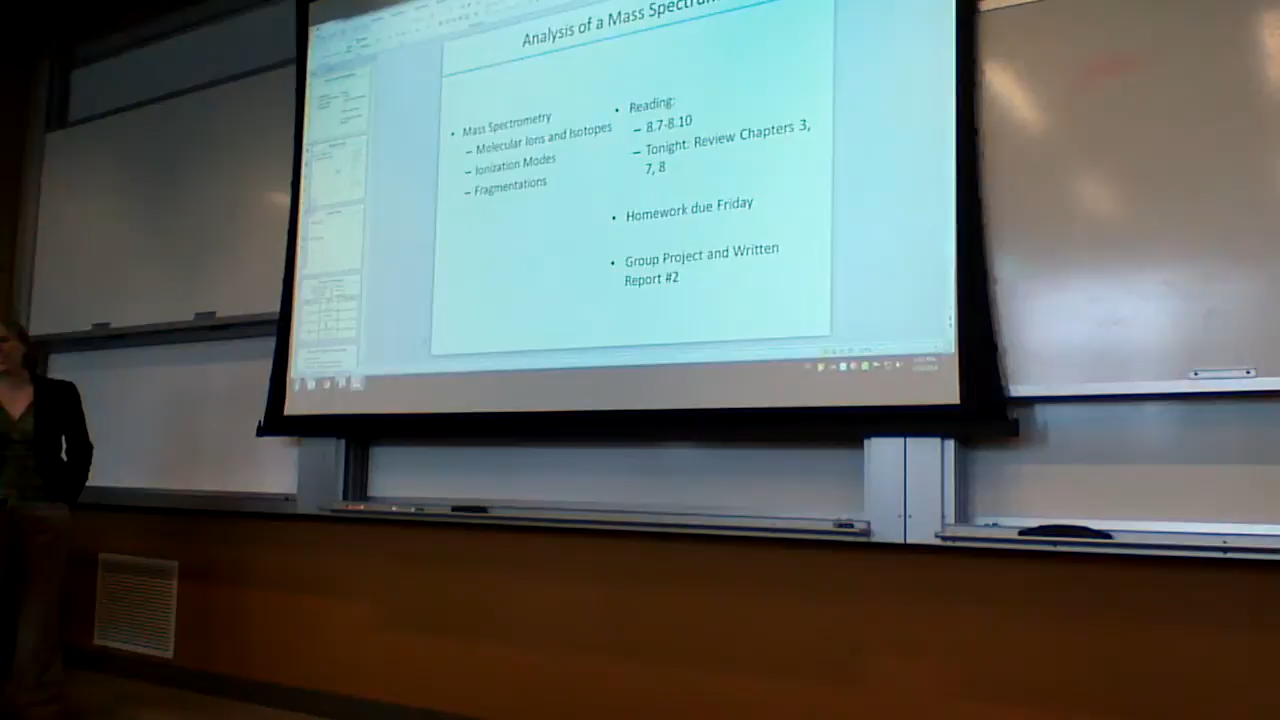 Analysis of a Mass
• Mass Spectrometry
– Molecular Ions and Isotopes
– Ionization Modes
– Fragmentations
• Reading:
– 8.7-8.10
– Tonight: Review Chapters 3,
7, 8
• Homework due Friday
• Group Project and Written
Report #2